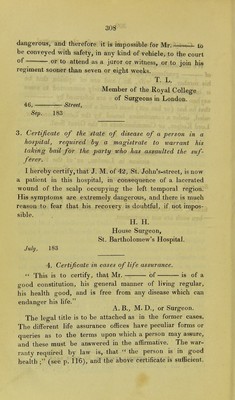 308
dangerous, and therefore it is impossible for Mr. ——— to
be conveyed with safety, in any kind of vehicle, to the court
of ——— or to attend as a juror or witness, or to join his
regiment sooner than seven or eight weeks.
T. L.
Member of the Royal College
of Surgeons in London.
46, ——— Street,
Sep. 183
3. Certificate of the state of disease of a person in a
hospital, required by a magistrate to warrant his
taking bail for the party who has assaulted the suf-
ferer.
I hereby certify, that J. M. of 42, St. John's-street, is now
a patient in this hospital, in consequence of a lacerated
wound of the scalp occupying the left temporal region.
His symptoms are extremely dangerous, and there is much
reason to fear that his recovery is doubtful, if not impos-
sible.
H. H.
House Surgeon,
St. Bartholomew's Hospital.
July. 183
4. Certificate in cases of life assurance.
" This is to certify, that Mr. ——— of ——— is of a
good constitution, his general manner of living regular,
his health good, and is free from any disease which can
endanger his life."
A. B., M. D., or Surgeon.
The legal title is to be attached as in the former cases.
The different life assurance offices have peculiar forms or
queries as to the terms upon which a person may assure,
and these must be answered in the affirmative. The war-
ranty required by law is, that " the person is in good
health ;" (see p. 116), and the above certificate is sufficient.